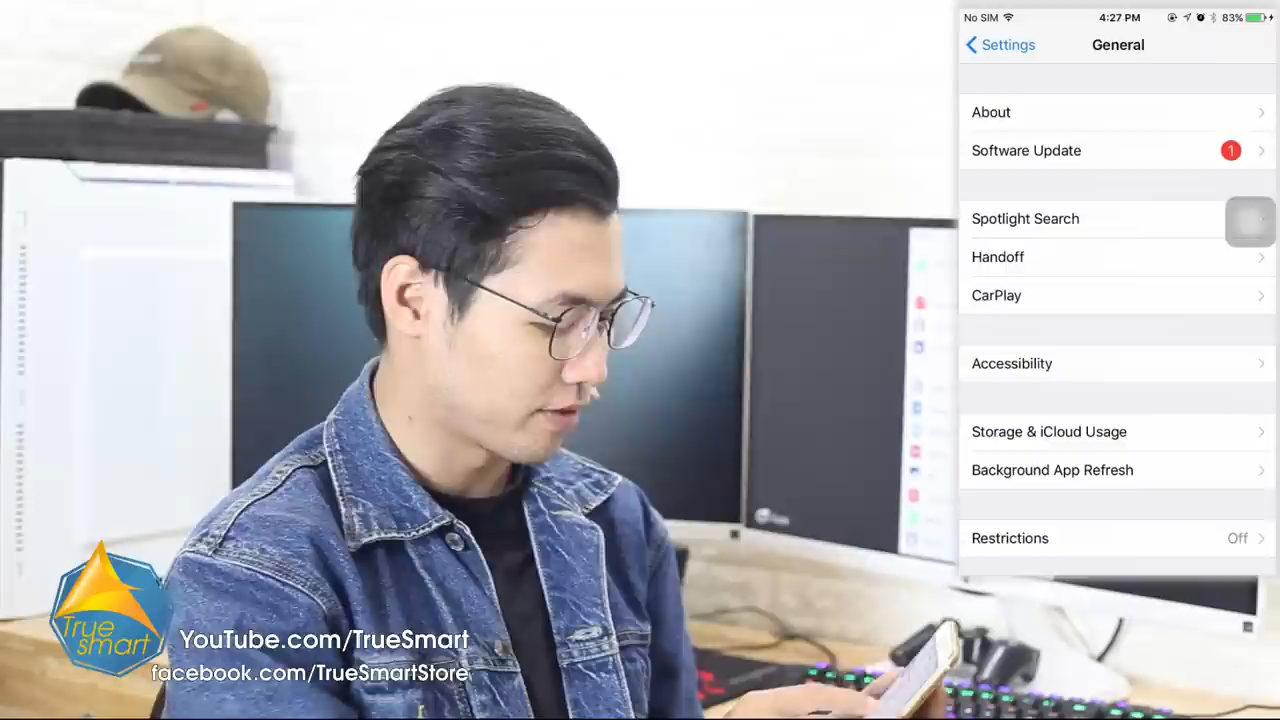 No SIM 4:27 PM 83%
Settings General
About
Software Update 1
Spotlight Search
Handoff
CarPlay
Accessibility
Storage & iCloud Usage
Background App Refresh
Restrictions Off
True smart
YouTube.com/TrueSmart
facebook.com/TrueSmartStore